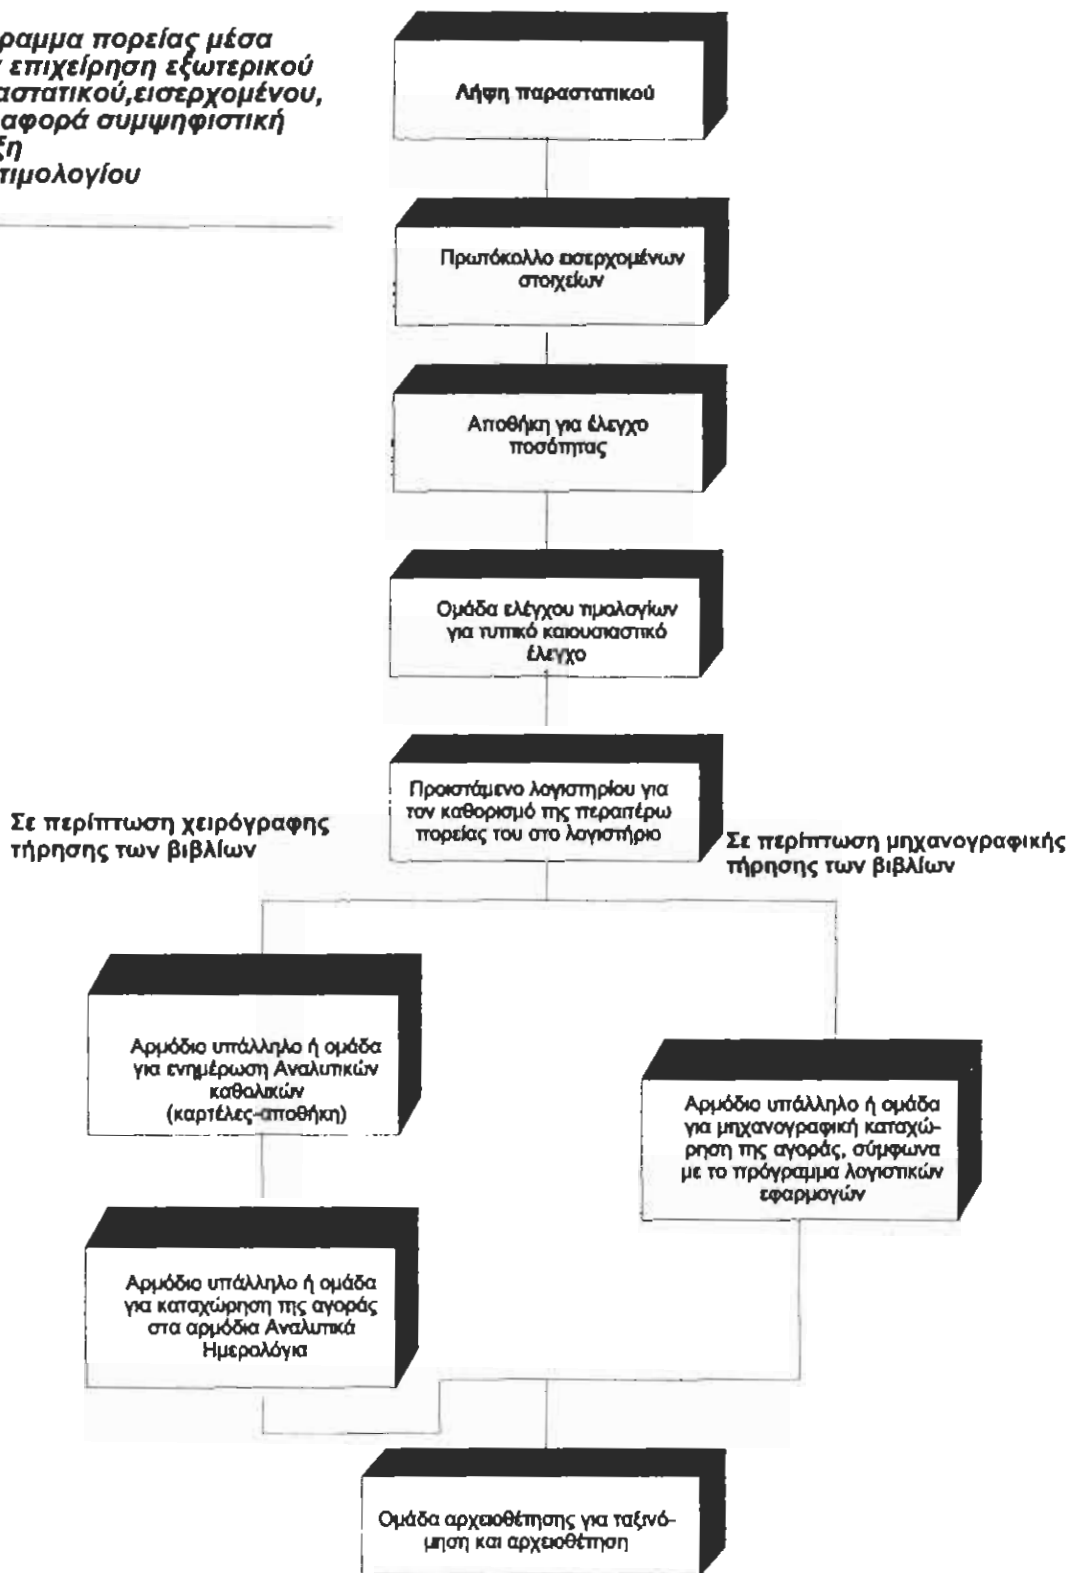 ραμμα πορείας μέσα
επιχείρηση εξωτερικού
αστατικού,εισερχομένου,
αφορά συμψηφιστική
ξη
τιμολογίου
Λήψη παραστατικού
Πρωτόκολλο εισερχομένων
στοιχείων
Αποθήκη για έλεγχο
ποσότητας
Ομάδα ελέγχου τιμολογίων
για τυπικό καιουσιαστικό
έλεγχο
Προιστάμενο λογιστηρίου για
τον καθορισμό της περαιτέρω
πορείας του στο λογιστήριο
Σε περίπτωση χειρόγραφης
τήρησης των βιβλίων
Σε περίπτωση μηχανογραφικής
τήρησης των βιβλίων
Αρμόδιο υπάλληλο ή ομάδα
για ενημέρωση Αναλυτικών
καθολικών
(καρτέλες-αποθήκη)
Αρμόδιο υπάλληλο ή ομάδα
για μηχανογραφική καταχώ-
ρηση της αγοράς, σύμφωνα
με το πρόγραμμα λογιστικών
εφαρμογών
Αρμόδιο υπάλληλο ή ομάδα
για καταχώρηση της αγοράς
στα αρμόδια Αναλυτικά
Ημερολόγια
Ομάδα αρχειοθέτησης για ταξινό-
μηση και αρχειοθέτηση